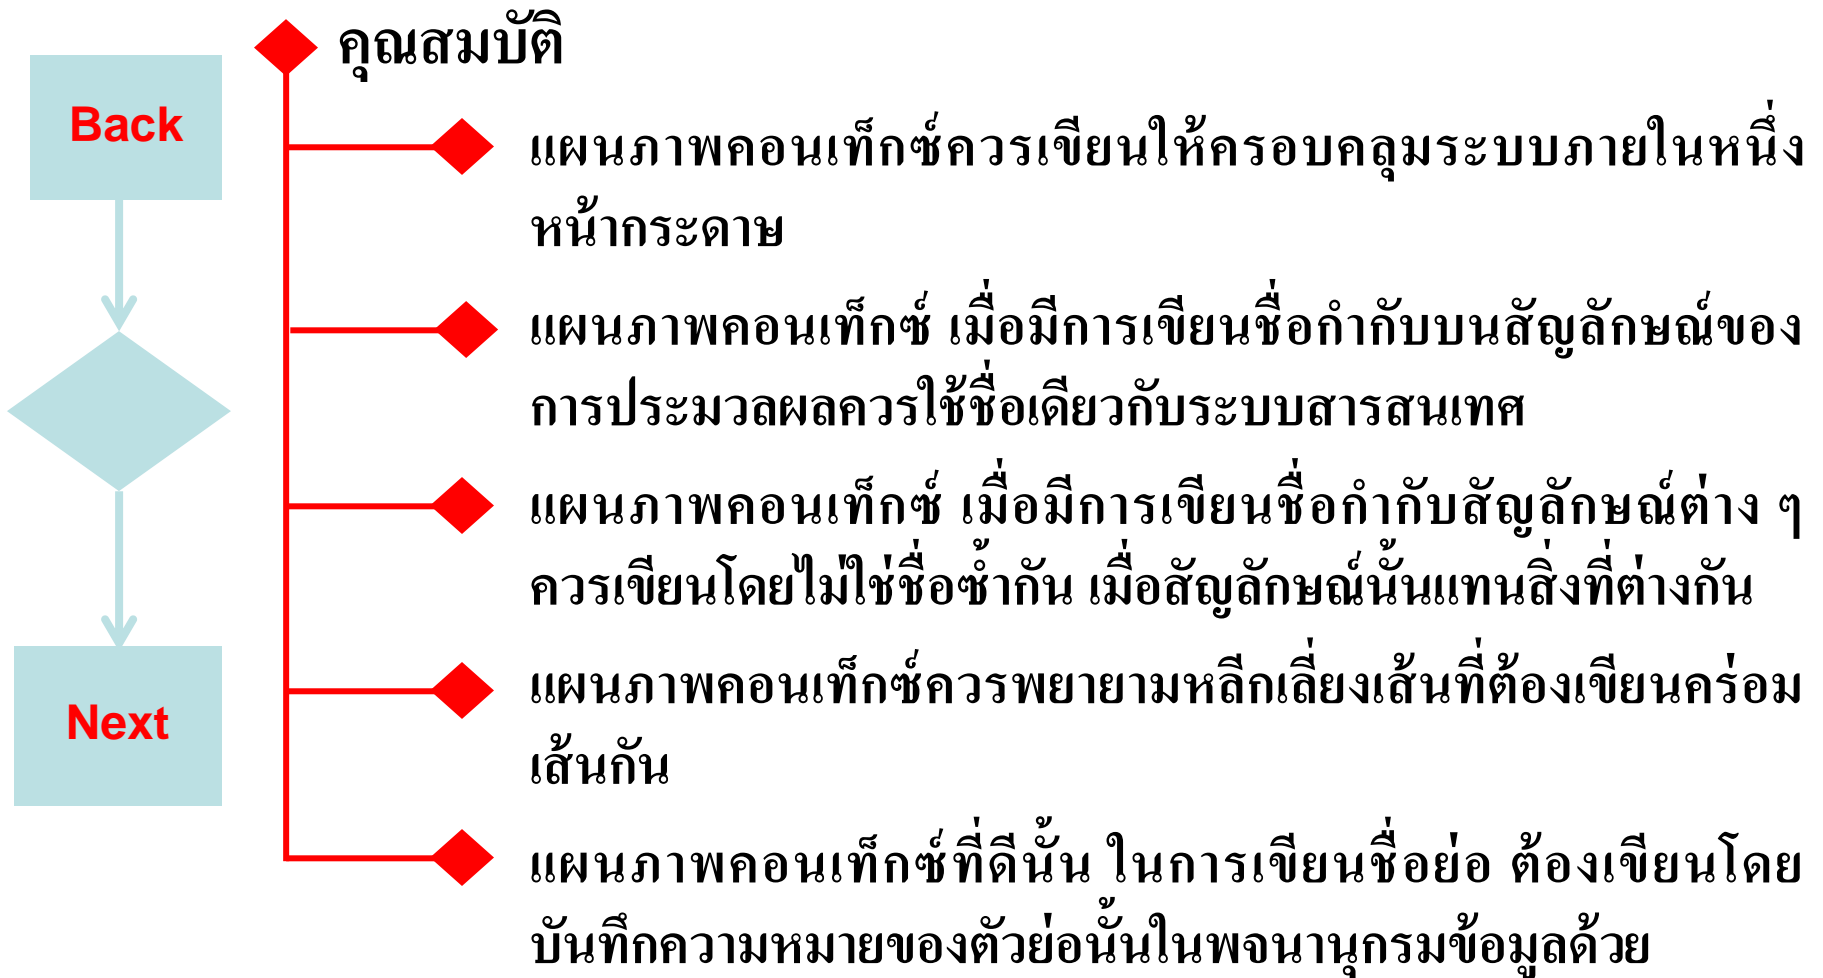 คุณสมบัติ
Back
แผนภาพคอนเท็กซ์ควรเขียนให้ครอบคลุมระบบภายในหนึ่ง
หน้ากระดาษ
แผนภาพคอนเท็กซ์ เมื่อมีการเขียนชื่อกำกับบนสัญลักษณ์ของ
การประมวลผลควรใช้ชื่อเดียวกับระบบสารสนเทศ
แผนภาพคอนเท็กซ์ เมื่อมีการเขียนชื่อกำกับสัญลักษณ์ต่าง ๆ
ควรเขียนโดยไม่ใช่ชื่อซ้ำกัน เมื่อสัญลักษณ์นั้นแทนสิ่งที่ต่างกัน
แผนภาพคอนเท็กซ์ควรพยายามหลีกเลี่ยงเส้นที่ต้องเขียนคร่อม
เส้นกัน
Next
แผนภาพคอนเท็กซ์ที่ดีนั้น ในการเขียนชื่อย่อ ต้องเขียนโดย
บันทึกความหมายของตัวย่อนั้นในพจนานุกรมข้อมูลด้วย